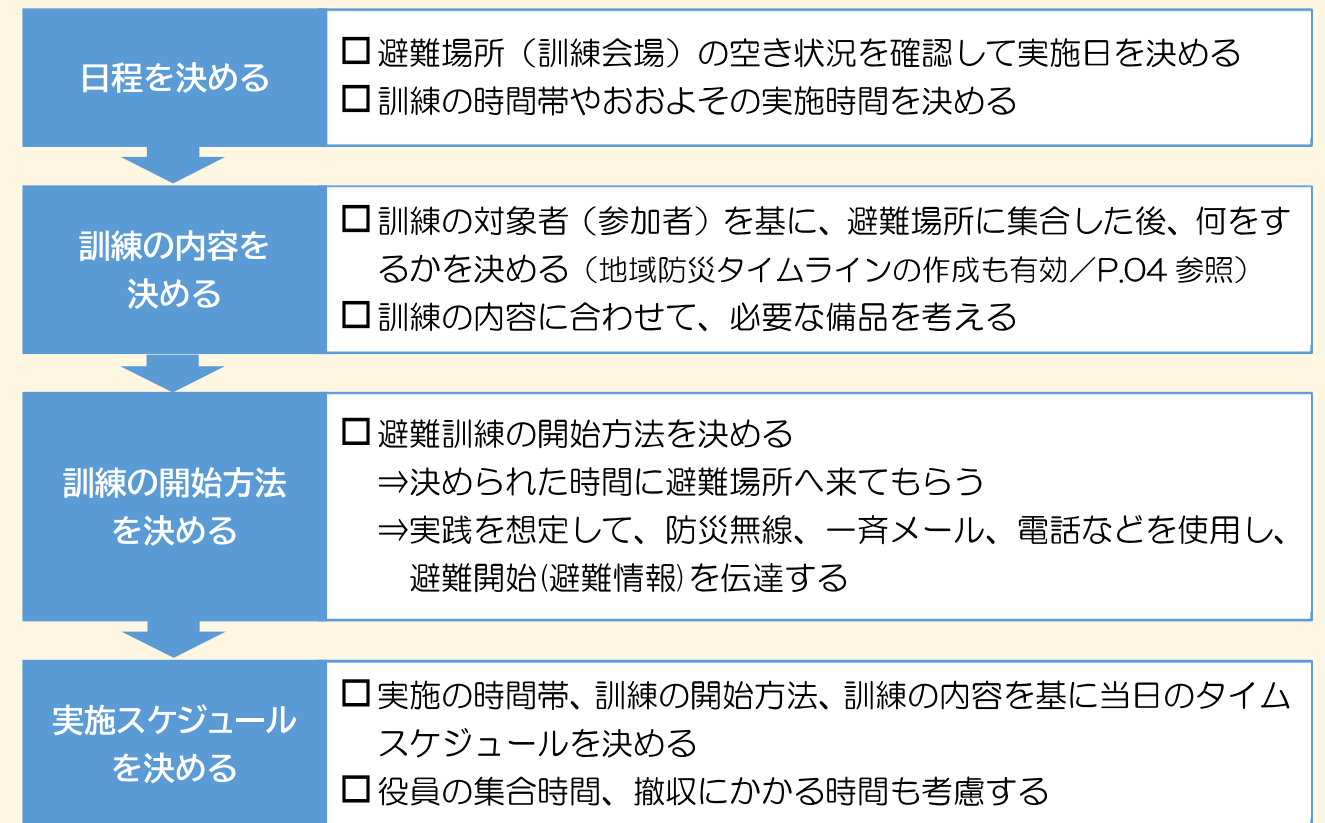 日程を決める
□ 避難場所（訓練会場）の空き状況を確認して実施日を決める
□ 訓練の時間帯やおおよその実施時間を決める
訓練の内容を
決める
□ 訓練の対象者（参加者）を基に、避難場所に集合した後、何をす
るかを決める（地域防災タイムラインの作成も有効／P.04 参照）
□ 訓練の内容に合わせて、必要な備品を考える
訓練の開始方法
を決める
□ 避難訓練の開始方法を決める
⇒決められた時間に避難場所へ来てもらう
⇒実践を想定して、防災無線、一斉メール、電話などを使用し、
避難開始(避難情報)を伝達する
実施スケジュール
を決める
□ 実施の時間帯、訓練の開始方法、訓練の内容を基に当日のタイム
スケジュールを決める
□ 役員の集合時間、撤収にかかる時間も考慮する